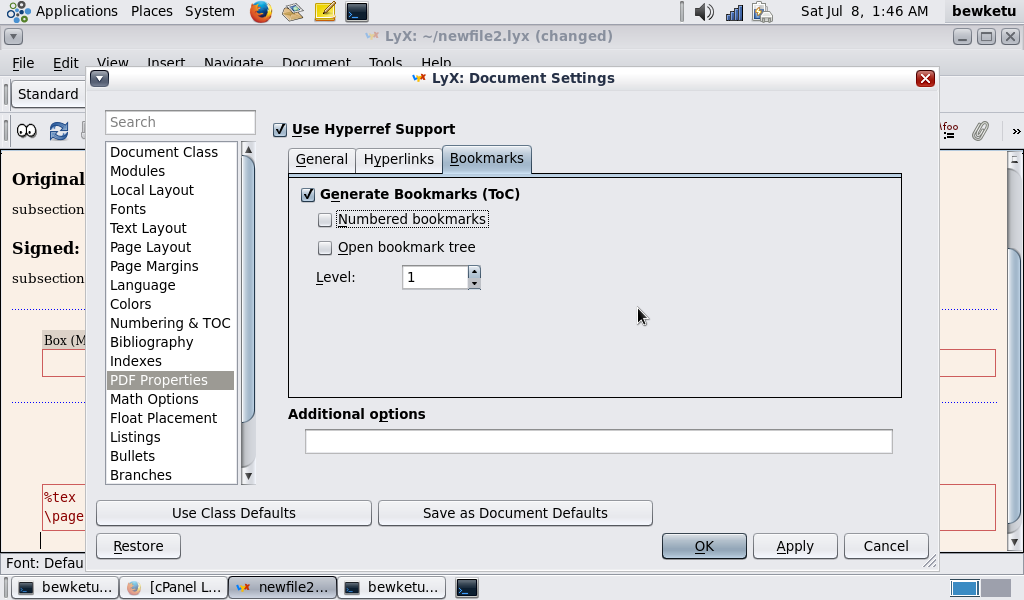 Applications Places System Sat Jul 8, 1:46 AM bewketu
LyX: ~/newfile2.lyx (changed)
File Edit View Insert Navigate Document Tools Help
LyX: Document Settings
Standard
Search
Use Hyperref Support
General Hyperlinks Bookmarks
Generate Bookmarks (ToC)
Numbered bookmarks
Open bookmark tree
Level: 1
Document Class
Modules
Local Layout
Fonts
Text Layout
Page Layout
Page Margins
Language
Colors
Numbering & TOC
Bibliography
Indexes
PDF Properties
Math Options
Float Placement
Listings
Bullets
Branches
Additional options
Use Class Defaults Save as Document Defaults
Restore OK Apply Cancel
\foo
»
Original
subsection
Signed:
subsection
Box (M
%tex
\page
Font: Defau
bewketu... [cPanel L... newfile2... bewketu...